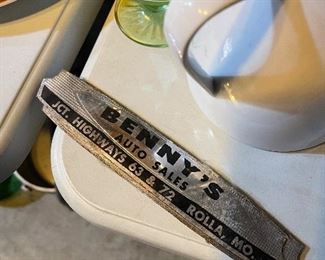 BENNY'S
AUTO SALES
JCT. HIGHWAYS 63 & 72 ROLLA, MO.